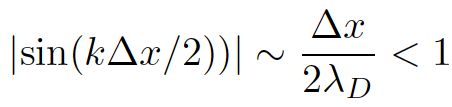 |sin(kΔx/2))| ∼ Δx/2λ_D < 1